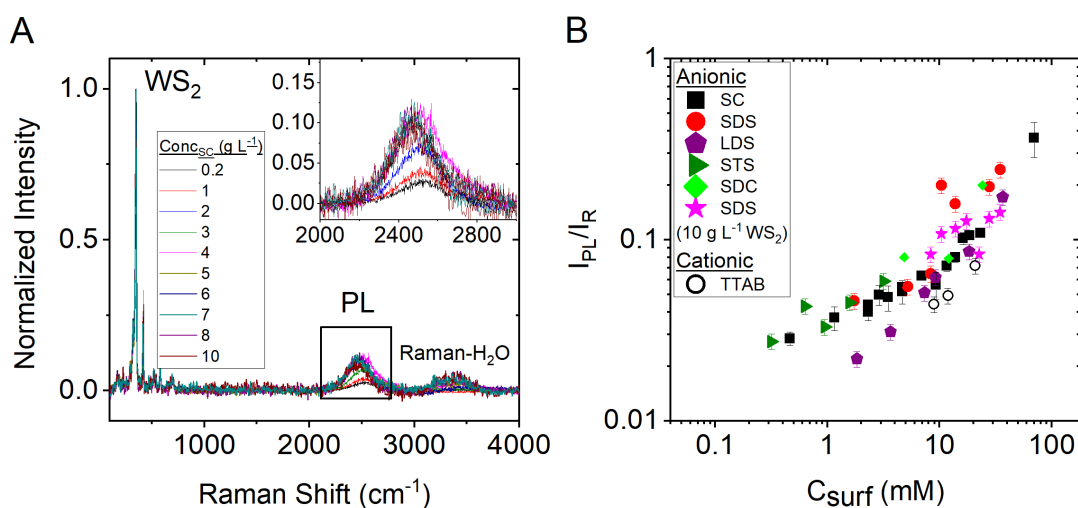 A
WS2
Normalized Intensity
1.0
0.5
0.0
ConcSC (g L-1)
0.2
1
2
3
4
5
6
7
8
10
0.10
0.05
0.00
2000
2400
2800
PL
Raman-H2O
1000
2000
3000
4000
Raman Shift (cm-1)
B
IPL/IR
1
0.1
0.01
Anionic
SC
SDS
LDS
STS
SDC
SDS
(10 g L-1 WS2)
Cationic
TTAB
0.1
1
10
100
Csurf (mM)